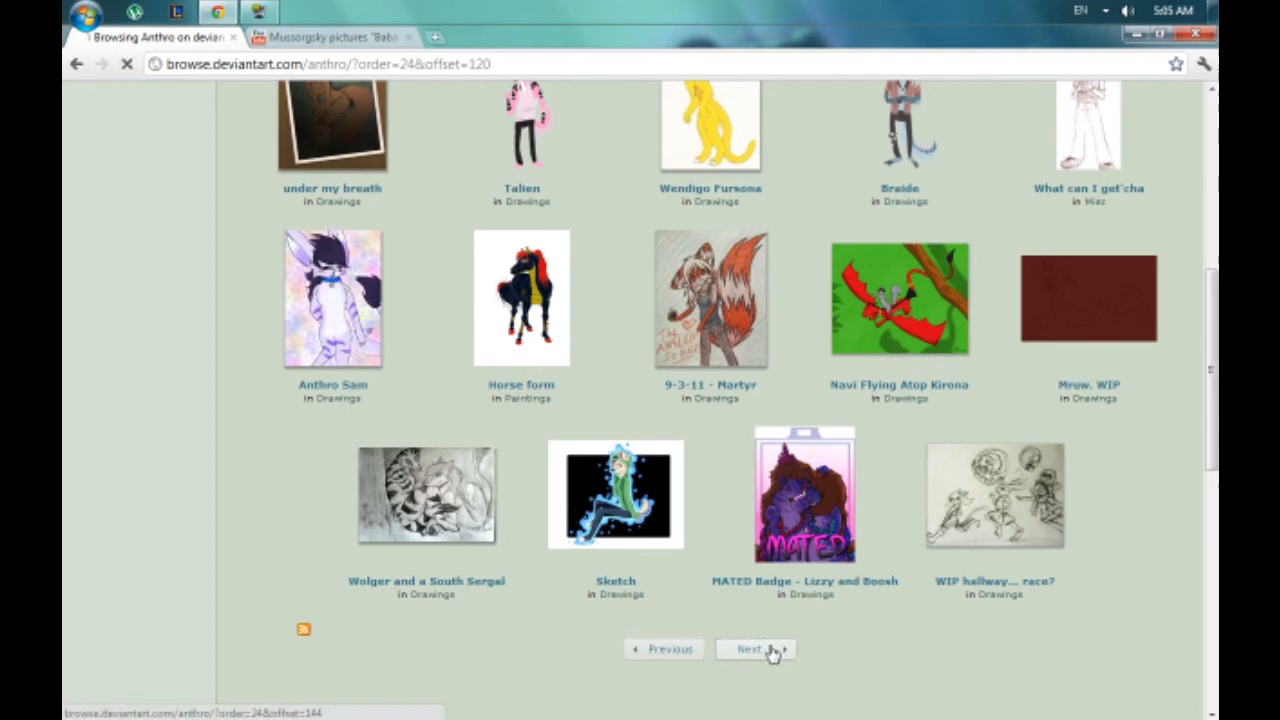 EN
5:05 AM
Browsing Anthro on devian
Mussorgsky pictures "Baba
browse.deviantart.com/anthro/?order=24&offset=120
under my breath
in Drawings
Talien
in Drawings
Wendigo Fursona
in Drawings
Braide
in Drawings
What can I get'cha
in Misc
Anthro Sam
in Drawings
Horse form
in Paintings
9-3-11 - Martyr
in Drawings
Navi Flying Atop Kirona
in Drawings
Mruw. WIP
in Drawings
MATED
Wolger and a South Sergal
in Drawings
Sketch
in Drawings
MATED Badge - Lizzy and Boosh
in Drawings
WIP hallway... race?
in Drawings
Previous
Next
browse.deviantart.com/anthro/?order=24&offset=144